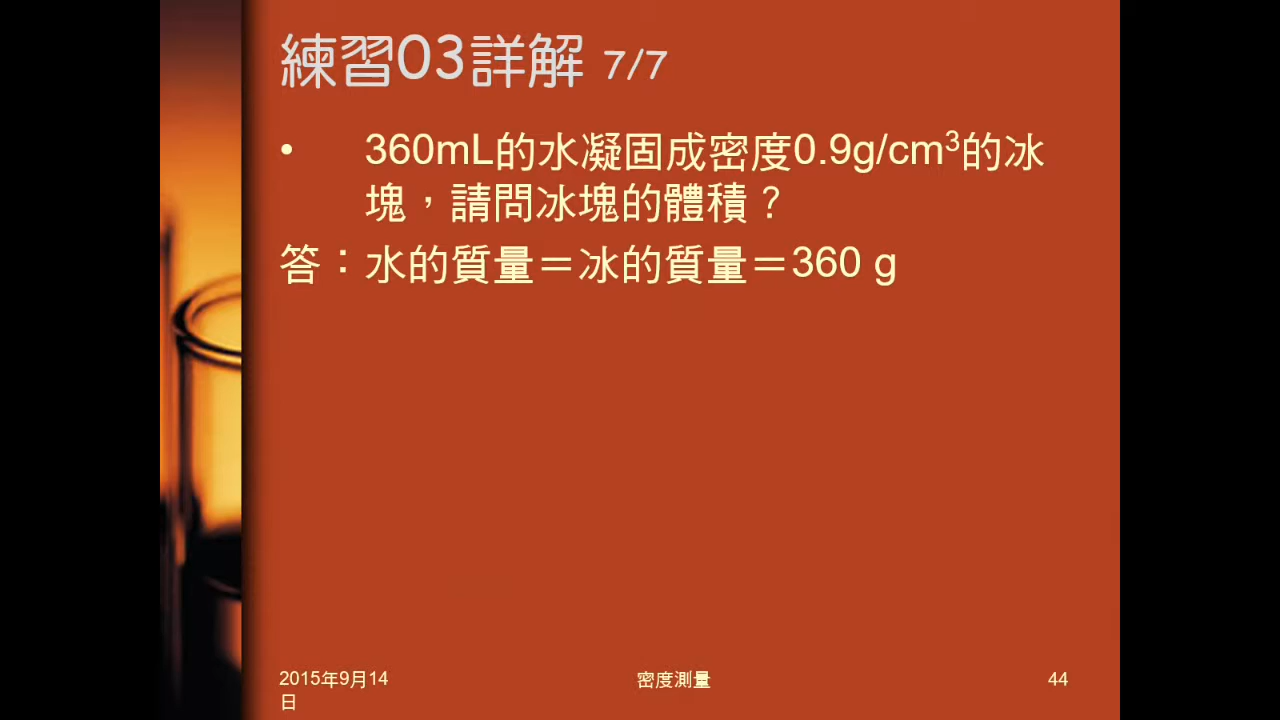 練習03詳解 7/7
• 360mL的水凝固成密度0.9g/cm³的冰
塊，請問冰塊的體積？
答：水的質量＝冰的質量＝360 g
2015年9月14
日
密度測量
44